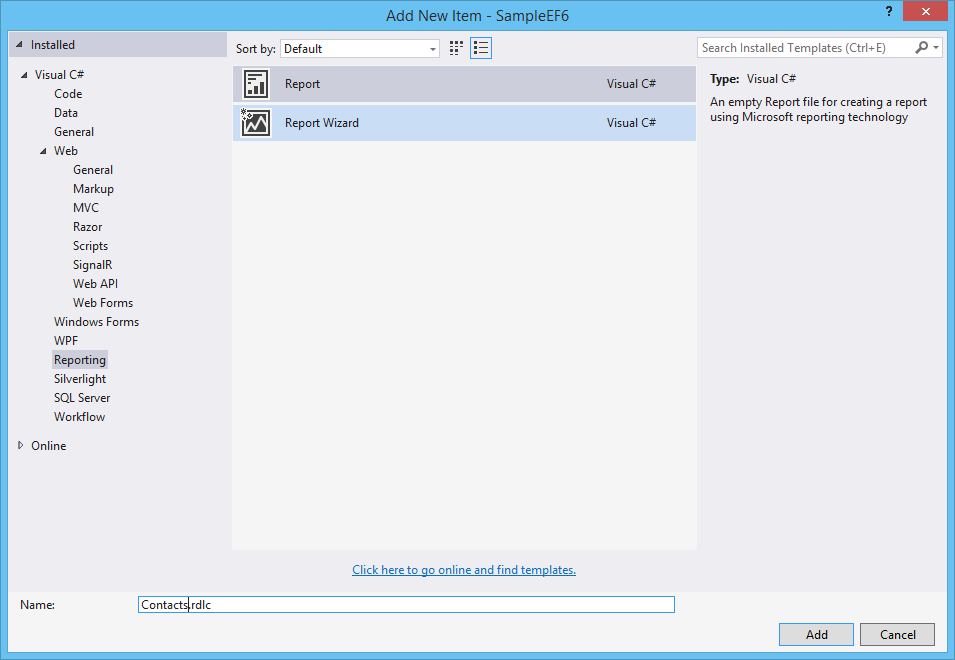 Add New Item - SampleEF6
?
Installed
Sort by: Default
Search Installed Templates (Ctrl+E)
Visual C#
Code
Data
General
Web
General
Markup
MVC
Razor
Scripts
SignalR
Web API
Web Forms
Windows Forms
WPF
Reporting
Silverlight
SQL Server
Workflow
Online
Report Visual C#
Report Wizard Visual C#
Type: Visual C#
An empty Report file for creating a report
using Microsoft reporting technology
Click here to go online and find templates.
Name: Contacts.rdlc
Add Cancel